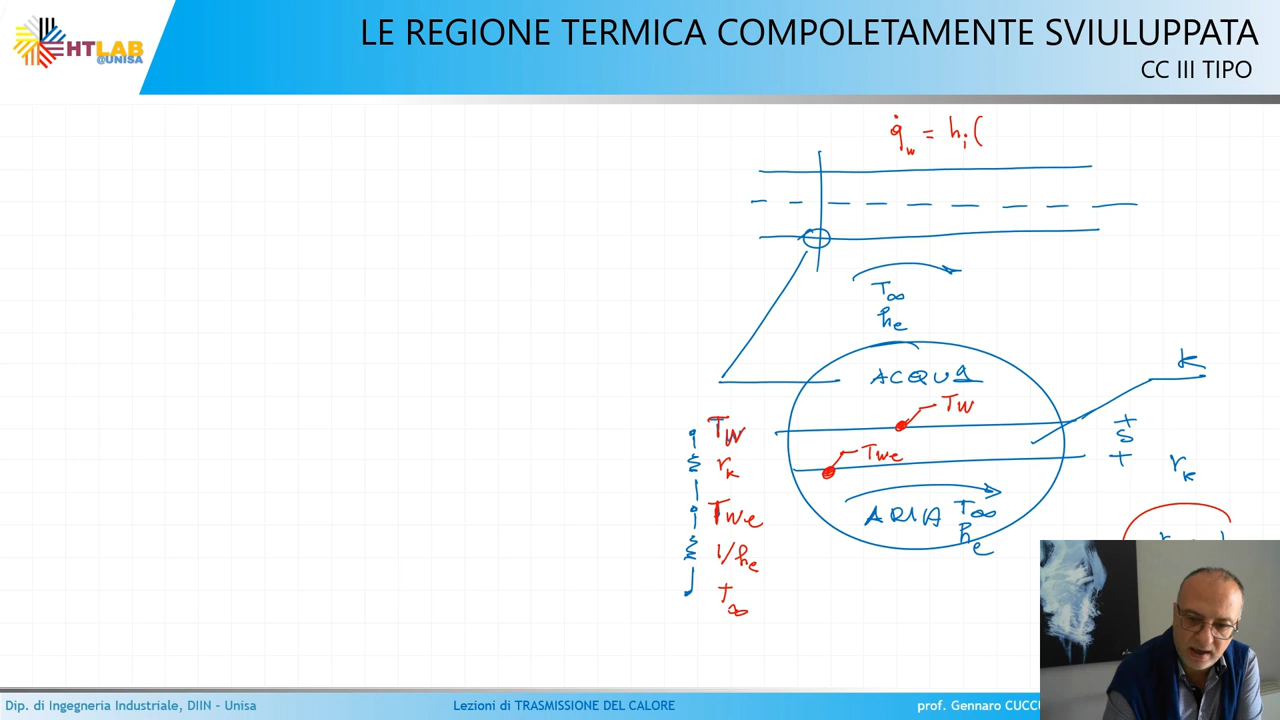 HTLAB
@UNISA
LE REGIONE TERMICA COMPOLETAMENTE SVIULUPPATA
CC III TIPO
q̇w = hi(
T∞
he
ACQUA
k
TW
TW
Twe
s
rk
rk
TWe
ARIA T∞
he
1/he
T∞
Dip. di Ingegneria Industriale, DIIN - Unisa
Lezioni di TRASMISSIONE DEL CALORE
prof. Gennaro CUCCU